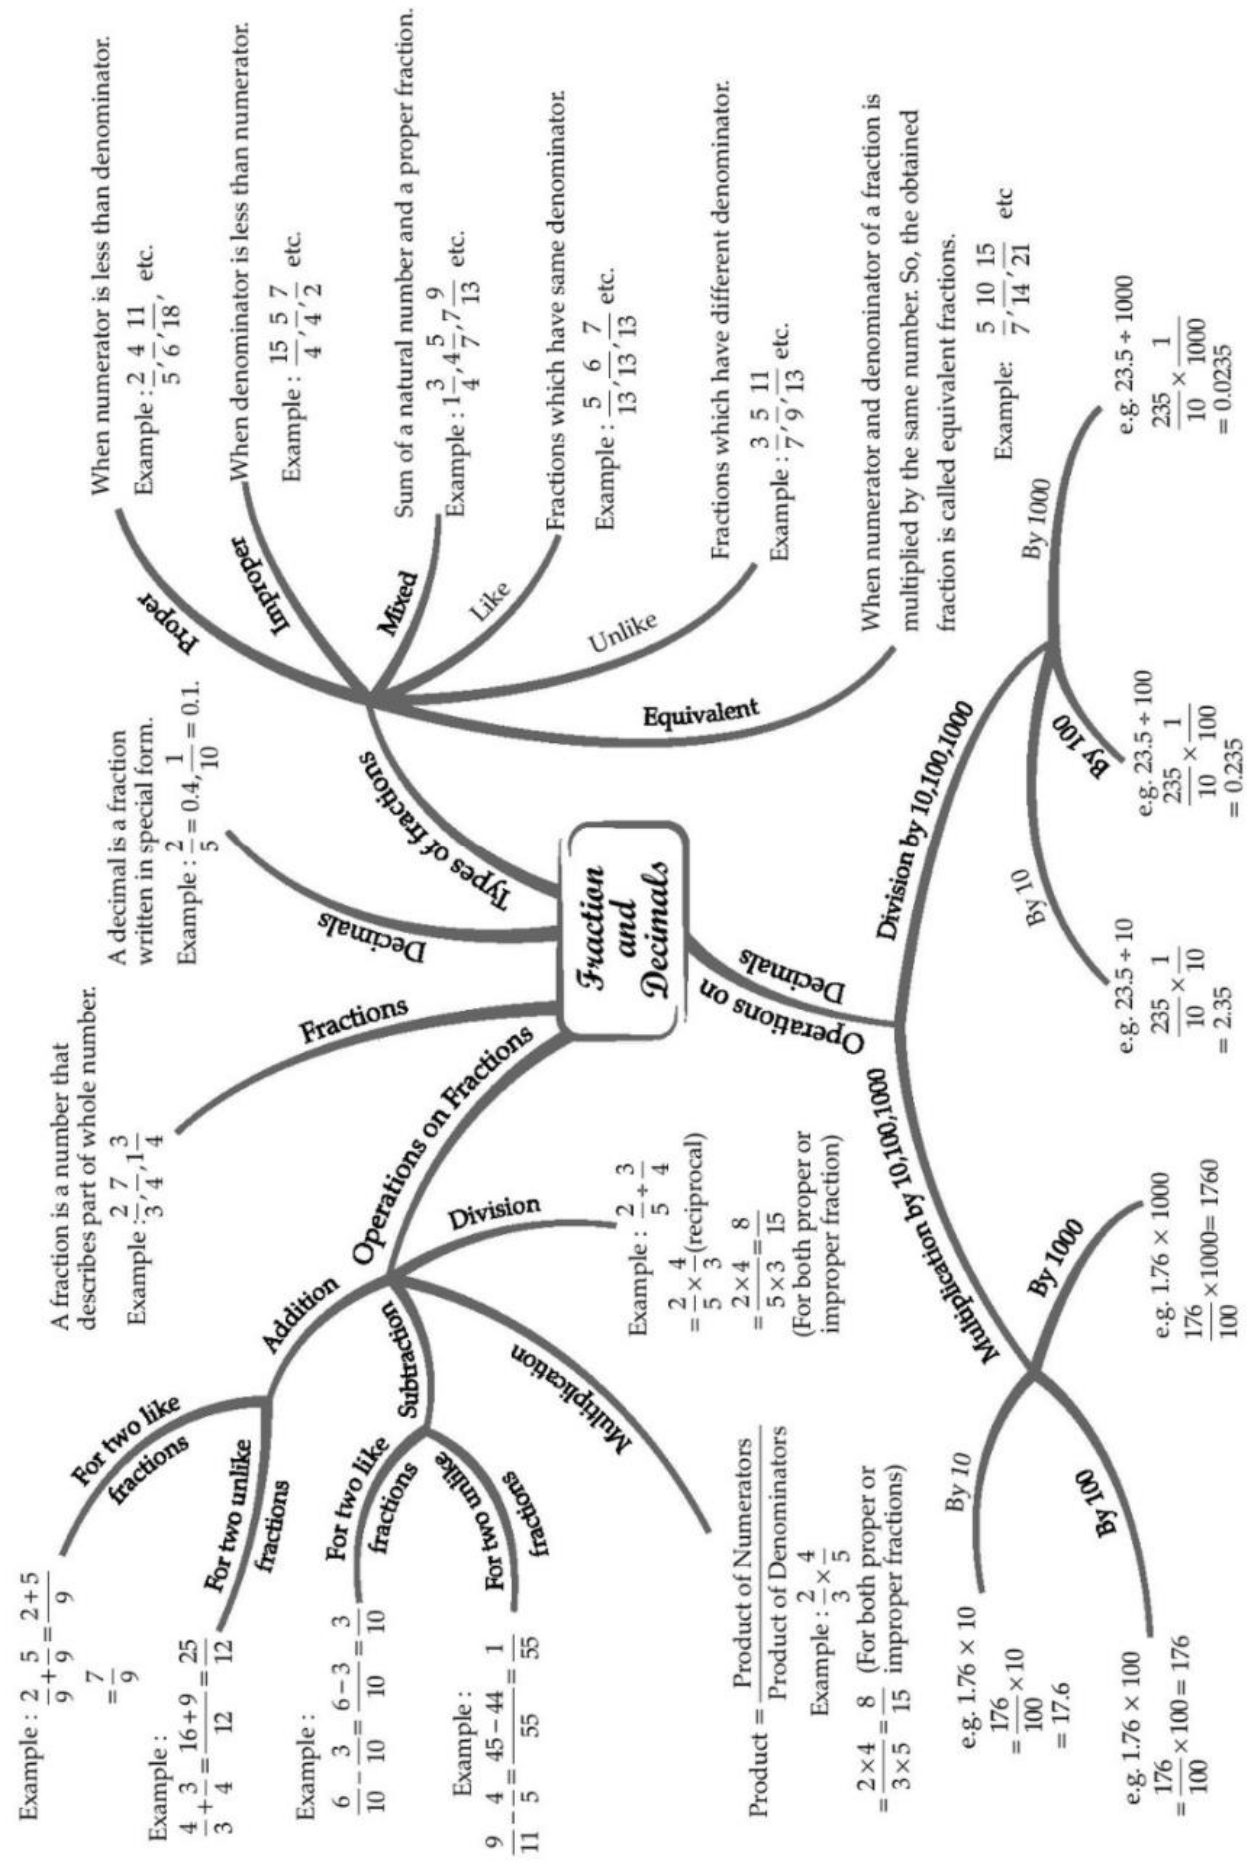 Fraction
and
Decimals
Types of fractions
Proper
When numerator is less than denominator.
Example : 2/5, 4/6, 11/18, etc.
Improper
When denominator is less than numerator.
Example : 15/4, 5/4, 7/2 etc.
Mixed
Sum of a natural number and a proper fraction.
Example : 1 3/4, 4 5/7, 7 9/13 etc.
Like
Fractions which have same denominator.
Example : 5/13, 6/13, 7/13 etc.
Unlike
Fractions which have different denominator.
Example : 3/7, 5/9, 11/13 etc.
Equivalent
When numerator and denominator of a fraction is
multiplied by the same number. So, the obtained
fraction is called equivalent fractions.
Example: 5/7, 10/14, 15/21 etc
Decimals
A decimal is a fraction
written in special form.
Example : 2/5 = 0.4, 1/10 = 0.1.
Fractions
A fraction is a number that
describes part of whole number.
Example : 2/3, 7/4, 1 3/4
Operations on Fractions
Addition
For two like
fractions
Example : 2/9 + 5/9 = (2+5)/9
= 7/9
For two unlike
fractions
Example :
4/3 + 3/4 = (16+9)/12 = 25/12
Subtraction
For two like
fractions
Example :
6/10 − 3/10 = (6−3)/10 = 3/10
For two unlike
fractions
Example :
9/11 − 4/5 = (45−44)/55 = 1/55
Multiplication
Product = Product of Numerators / Product of Denominators
Example : 2/3 × 4/5
= (2×4)/(3×5) = 8/15 (For both proper or
improper fractions)
Division
Example : 2/5 ÷ 3/4
= 2/5 × 4/3 (reciprocal)
= (2×4)/(5×3) = 8/15
(For both proper or
improper fraction)
Operations on
Decimals
Multiplication by 10,100,1000
By 10
e.g. 1.76 × 10
= 176/100 × 10
= 17.6
By 100
e.g. 1.76 × 100
= 176/100 × 100 = 176
By 1000
e.g. 1.76 × 1000
176/100 × 1000 = 1760
Division by 10,100,1000
By 10
e.g. 23.5 ÷ 10
235/10 × 1/10
= 2.35
By 100
e.g. 23.5 ÷ 100
235/10 × 1/100
= 0.235
By 1000
e.g. 23.5 ÷ 1000
235/10 × 1/1000
= 0.0235